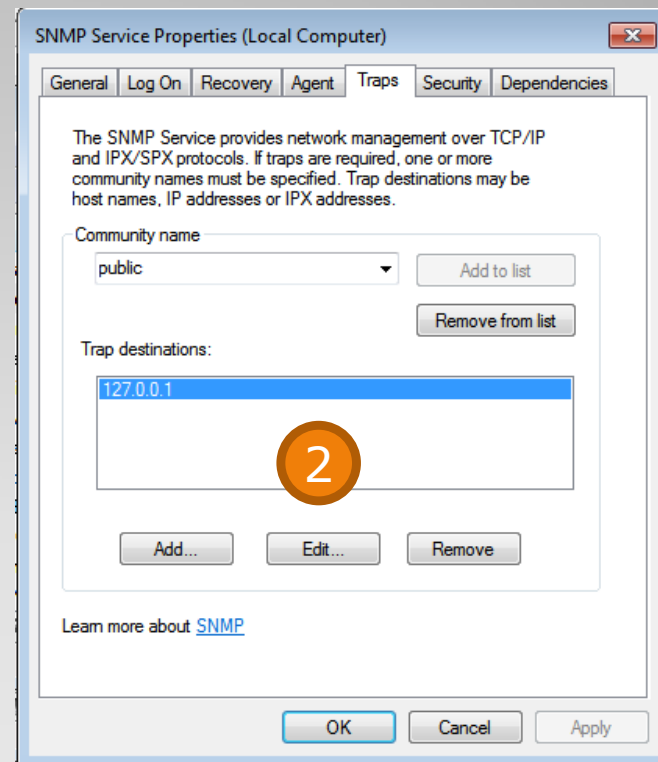 SNMP Service Properties (Local Computer)
General Log On Recovery Agent Traps Security Dependencies
The SNMP Service provides network management over TCP/IP
and IPX/SPX protocols. If traps are required, one or more
community names must be specified. Trap destinations may be
host names, IP addresses or IPX addresses.
Community name
public Add to list
Remove from list
Trap destinations:
127.0.0.1
2
Add... Edit... Remove
Learn more about SNMP
OK Cancel Apply